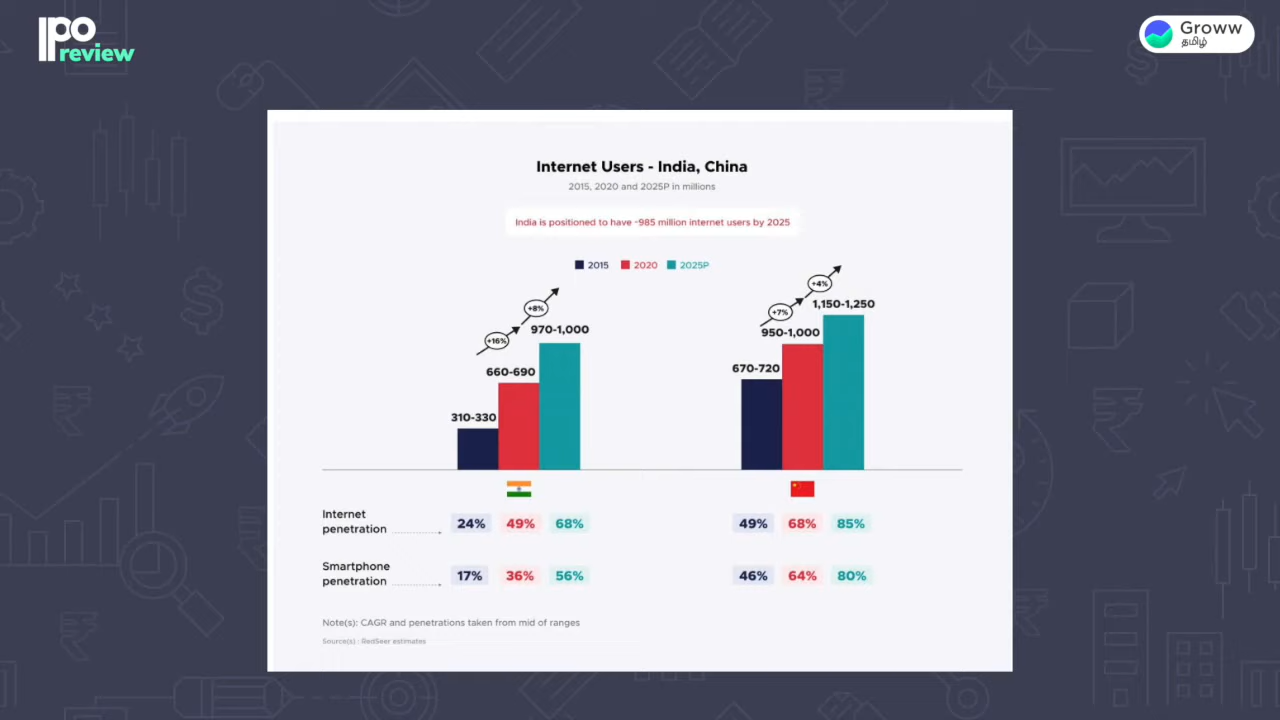 IPO
review
Groww
தமிழ்
Internet Users - India, China
2015, 2020 and 2025P in millions
India is positioned to have ~985 million internet users by 2025
2015 2020 2025P
+16% +8% +7% +4%
310-330 660-690 970-1,000
670-720 950-1,000 1,150-1,250
Internet
penetration 24% 49% 68% 49% 68% 85%
Smartphone
penetration 17% 36% 56% 46% 64% 80%
Note(s): CAGR and penetrations taken from mid of ranges
Source(s) : RedSeer estimates